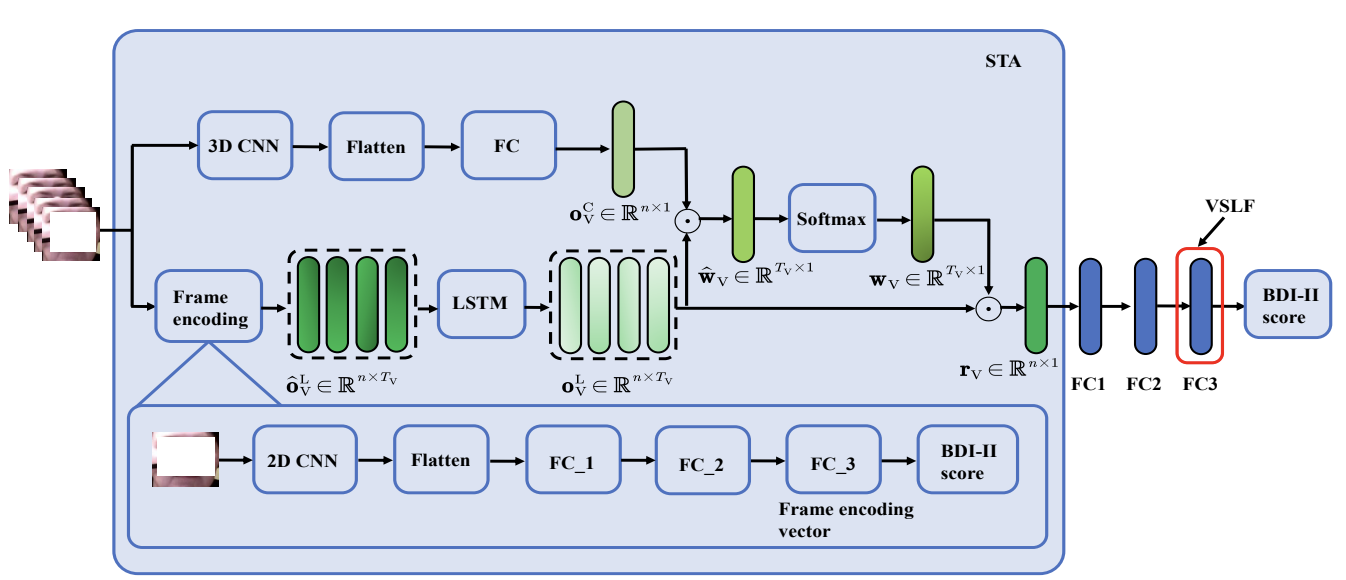 STA
3D CNN
Flatten
FC
𝐨_V^C ∈ ℝ^{n×1}
ŵ_V ∈ ℝ^{T_V×1}
Softmax
𝐰_V ∈ ℝ^{T_V×1}
VSLF
Frame
encoding
ô_V^L ∈ ℝ^{n×T_V}
LSTM
𝐨_V^L ∈ ℝ^{n×T_V}
𝐫_V ∈ ℝ^{n×1}
FC1
FC2
FC3
BDI-II
score
2D CNN
Flatten
FC_1
FC_2
FC_3
BDI-II
score
Frame encoding
vector